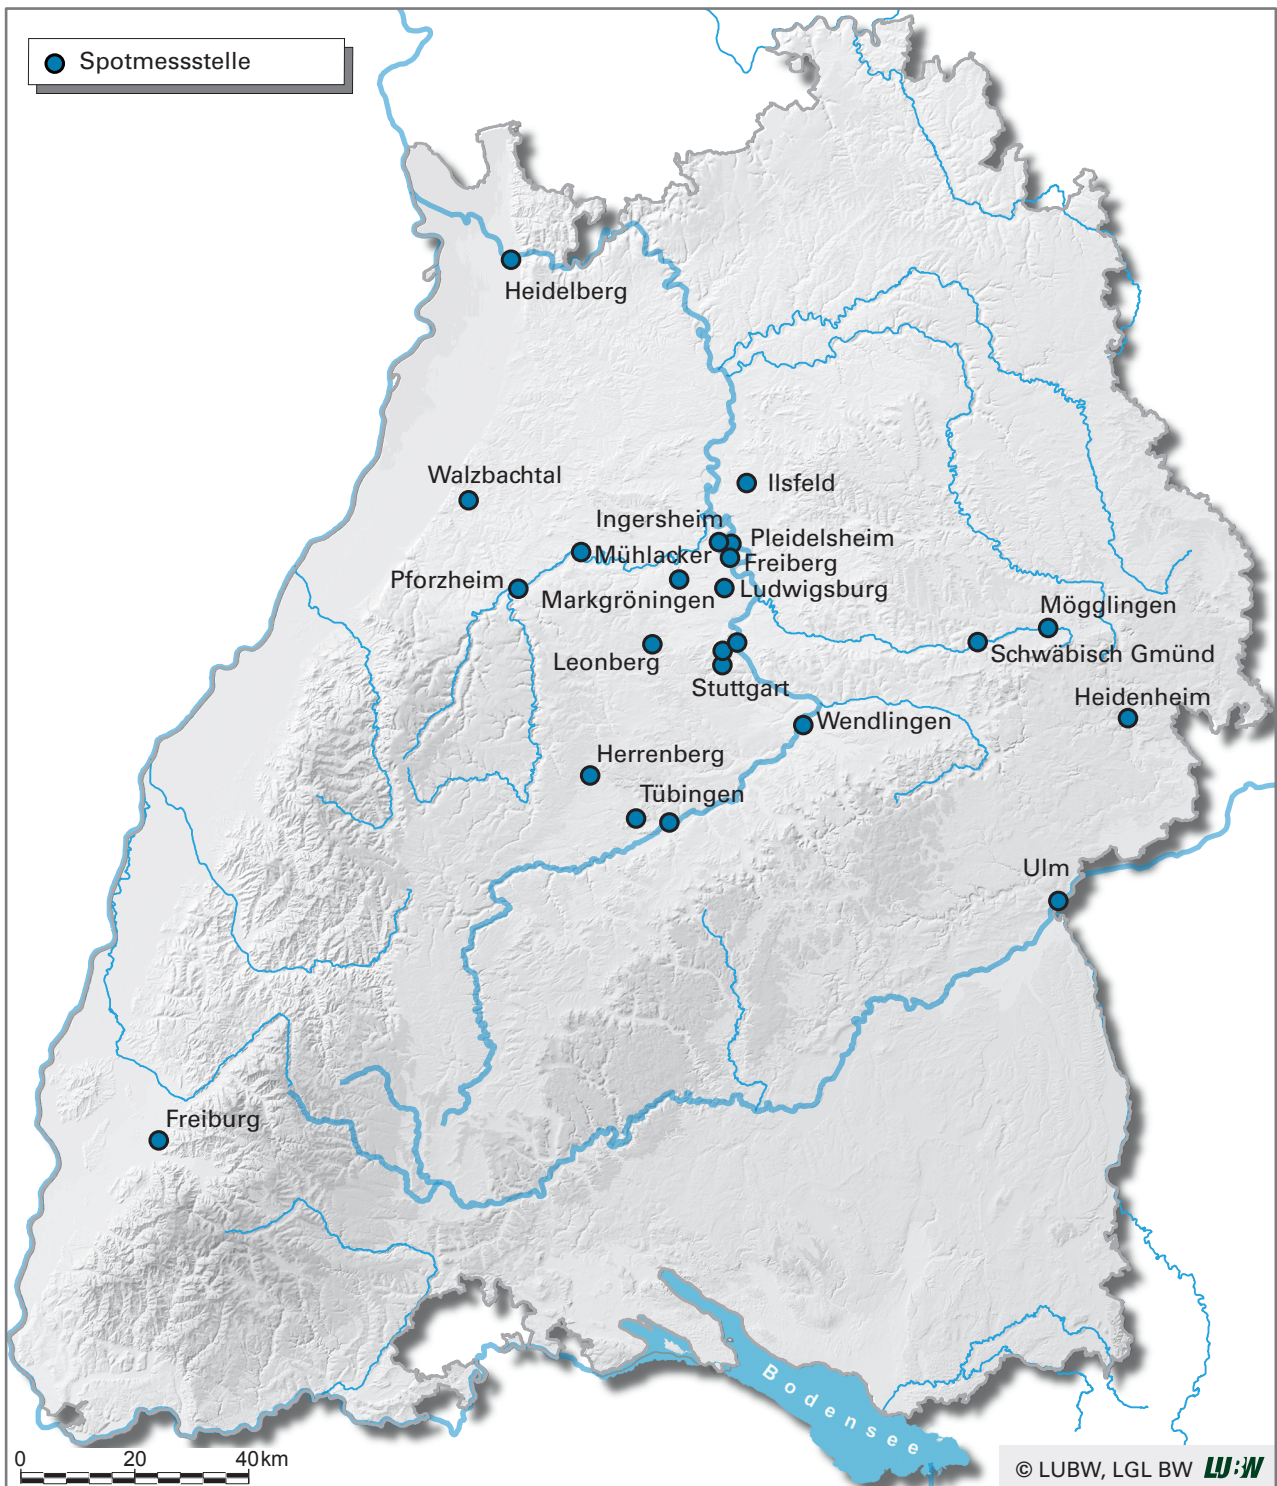 Spotmessstelle
Heidelberg
Walzbachtal
Ilsfeld
Ingersheim
Pleidelsheim
Mühlacker
Freiberg
Pforzheim
Ludwigsburg
Markgröningen
Mögglingen
Schwäbisch Gmünd
Leonberg
Stuttgart
Heidenheim
Wendlingen
Herrenberg
Tübingen
Ulm
Freiburg
Bodensee
0 20 40 km
© LUBW, LGL BW LUBW